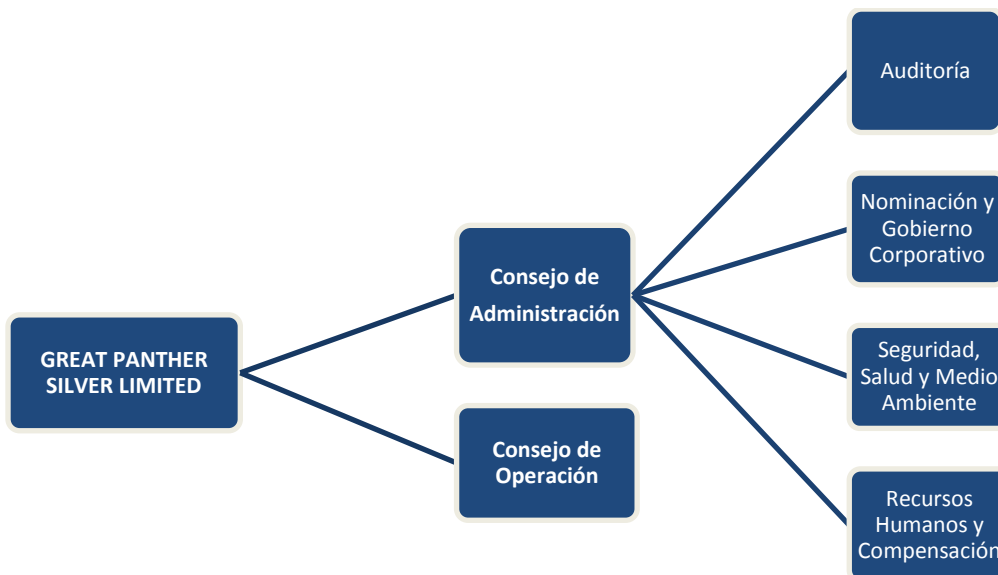 GREAT PANTHER
SILVER LIMITED
Consejo de
Administración
Consejo de
Operación
Auditoría
Nominación y
Gobierno
Corporativo
Seguridad,
Salud y Medio
Ambiente
Recursos
Humanos y
Compensación